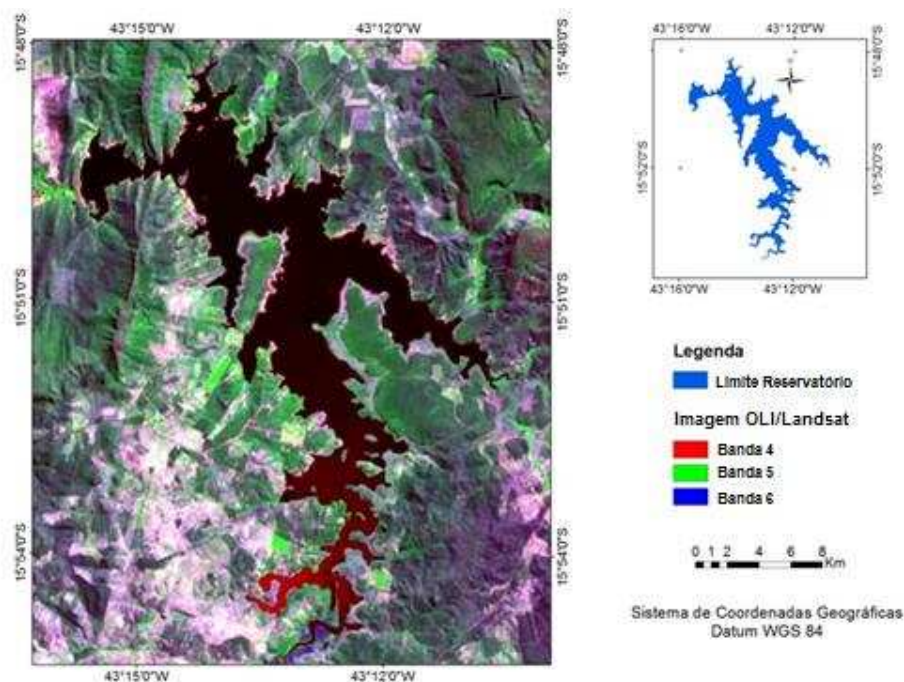 43°15'0"W 43°12'0"W
15°48'0"S 15°48'0"S
15°51'0"S 15°51'0"S
15°54'0"S 15°54'0"S
43°15'0"W 43°12'0"W
43°16'0"W 43°12'0"W
15°48'0"S
15°52'0"S 15°52'0"S
43°16'0"W 43°12'0"W
Legenda
Limite Reservatório
Imagem OLI/Landsat
Banda 4
Banda 5
Banda 6
0 1 2 4 6 8
Km
Sistema de Coordenadas Geográficas
Datum WGS 84